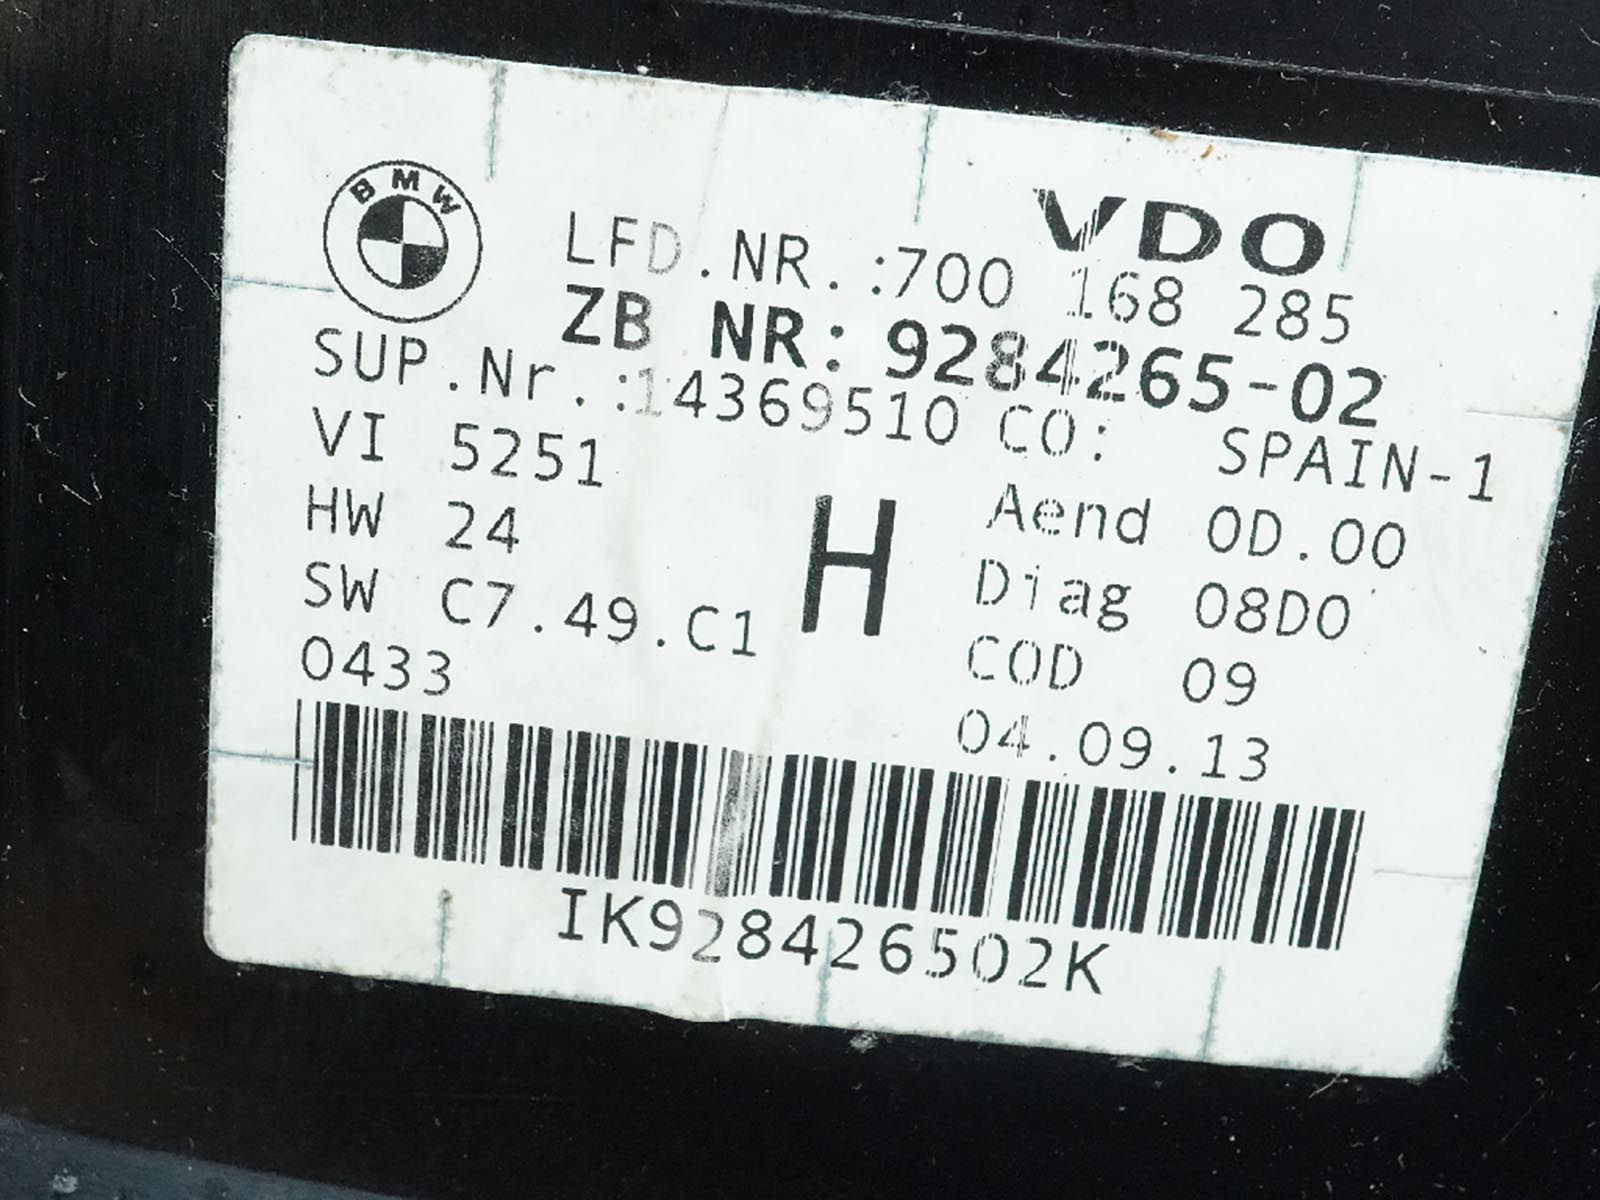 BMW
VDO
LFD.NR.:700 168 285
ZB NR: 9284265-02
SUP.Nr.:14369510 CO: SPAIN-1
VI 5251
Aend 0D.00
HW 24
H
Diag 08D0
SW C7.49.C1
COD 09
0433
04.09.13
IK928426502K